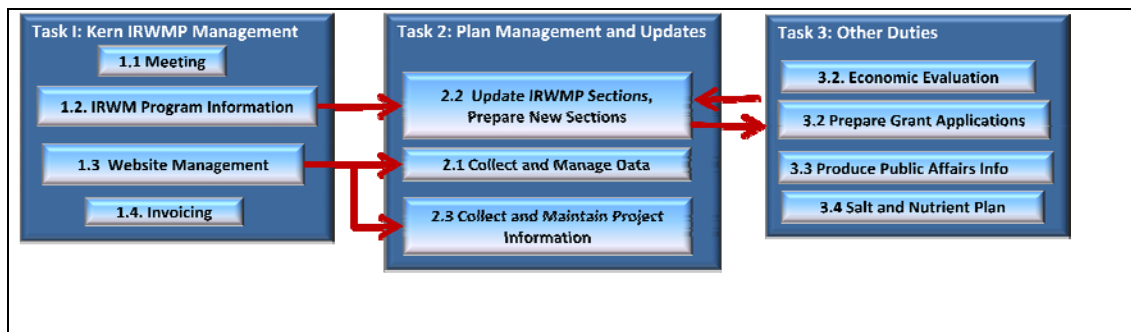 Task I: Kern IRWMP Management
1.1 Meeting
1.2. IRWM Program Information
1.3 Website Management
1.4. Invoicing
Task 2: Plan Management and Updates
2.2 Update IRWMP Sections,
Prepare New Sections
2.1 Collect and Manage Data
2.3 Collect and Maintain Project
Information
Task 3: Other Duties
3.2. Economic Evaluation
3.2 Prepare Grant Applications
3.3 Produce Public Affairs Info
3.4 Salt and Nutrient Plan